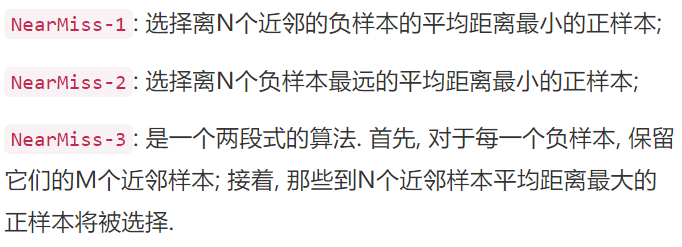 NearMiss-1: 选择离N个近邻的负样本的平均距离最小的正样本;
NearMiss-2: 选择离N个负样本最远的平均距离最小的正样本;
NearMiss-3: 是一个两段式的算法. 首先, 对于每一个负样本, 保留
它们的M个近邻样本; 接着, 那些到N个近邻样本平均距离最大的
正样本将被选择.